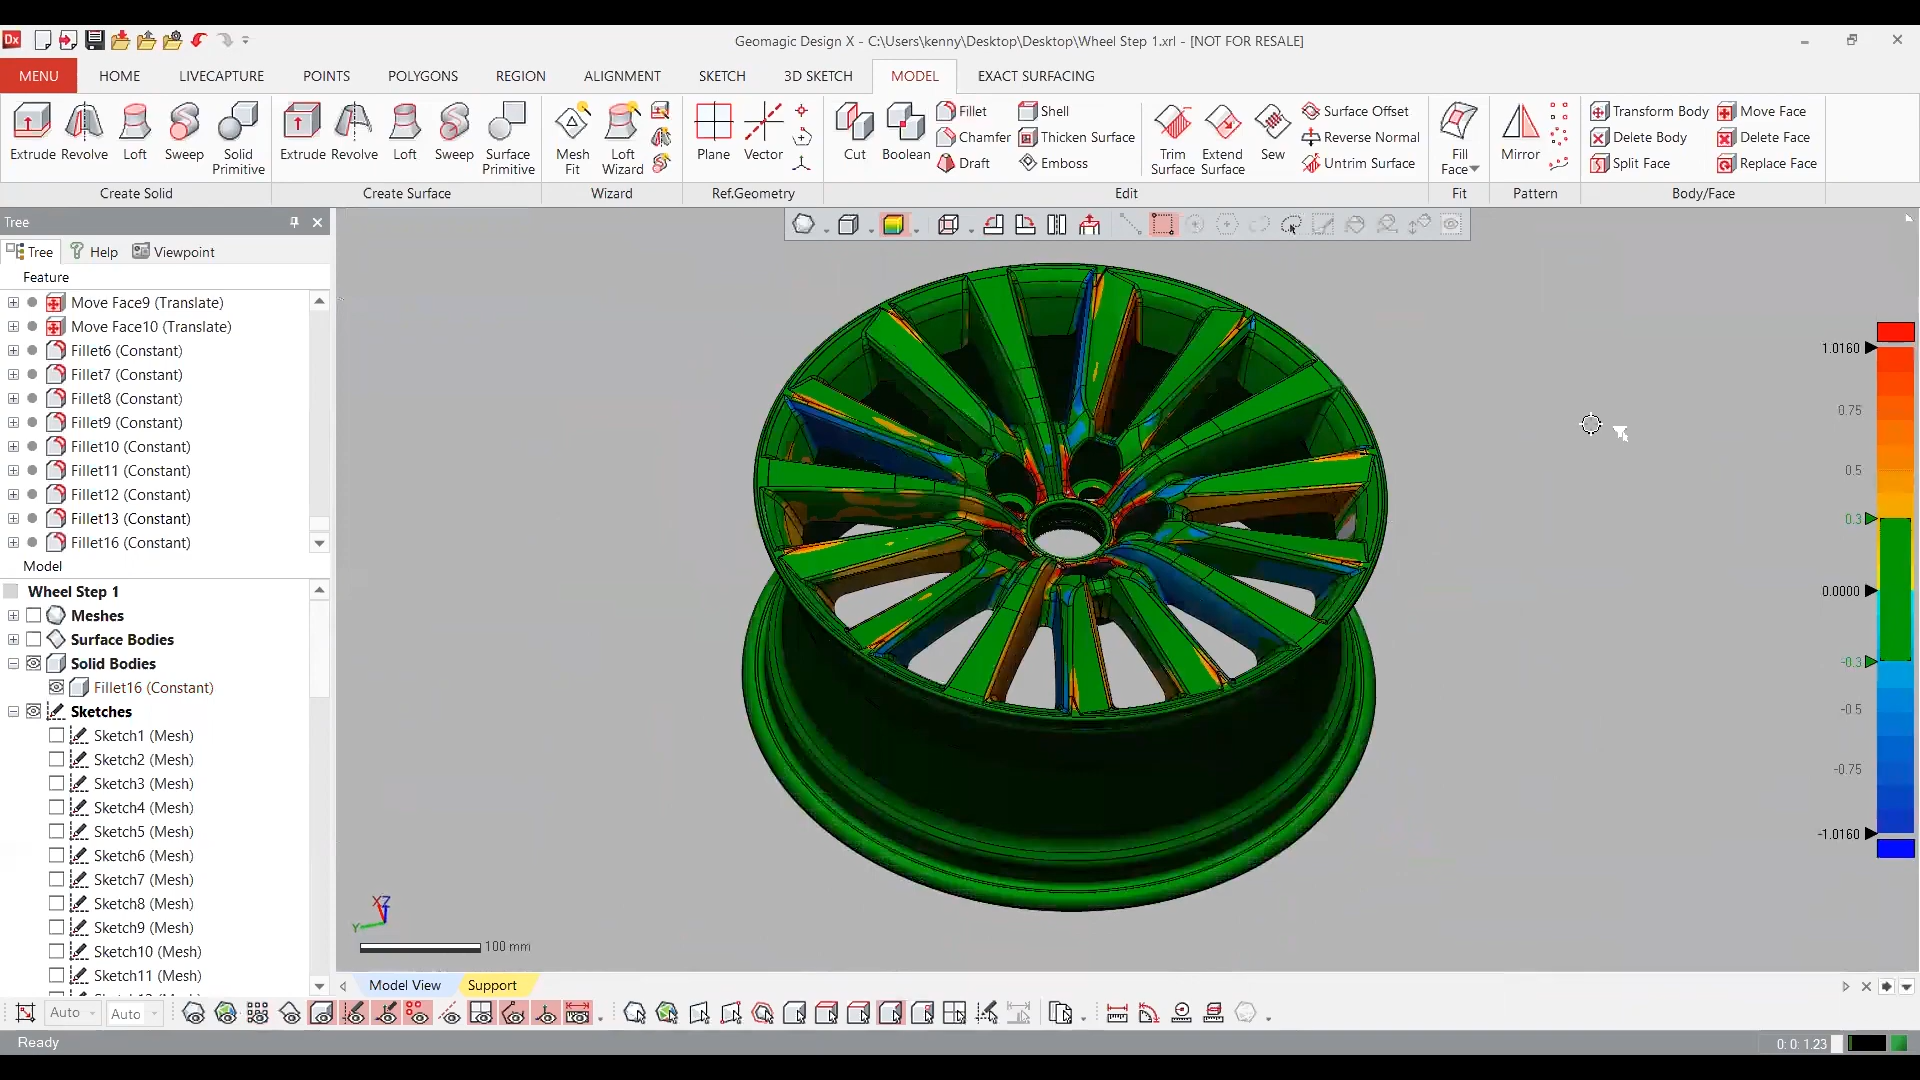 Dx
Geomagic Design X - C:\Users\kenny\Desktop\Desktop\Wheel Step 1.xrl - [NOT FOR RESALE]
MENU HOME LIVECAPTURE POINTS POLYGONS REGION ALIGNMENT SKETCH 3D SKETCH MODEL EXACT SURFACING
Extrude Revolve Loft Sweep Solid Primitive
Create Solid
Extrude Revolve Loft Sweep Surface Primitive
Create Surface
Mesh Fit Loft Wizard
Wizard
Plane Vector
Ref.Geometry
Cut Boolean Fillet Chamfer Draft Shell Thicken Surface Emboss Trim Surface Extend Surface Sew Surface Offset Reverse Normal Untrim Surface
Edit
Fill Face
Fit
Mirror
Pattern
Transform Body Delete Body Split Face Move Face Delete Face Replace Face
Body/Face
Tree
Tree Help Viewpoint
Feature
Move Face9 (Translate)
Move Face10 (Translate)
Fillet6 (Constant)
Fillet7 (Constant)
Fillet8 (Constant)
Fillet9 (Constant)
Fillet10 (Constant)
Fillet11 (Constant)
Fillet12 (Constant)
Fillet13 (Constant)
Fillet16 (Constant)
Model
Wheel Step 1
Meshes
Surface Bodies
Solid Bodies
Fillet16 (Constant)
Sketches
Sketch1 (Mesh)
Sketch2 (Mesh)
Sketch3 (Mesh)
Sketch4 (Mesh)
Sketch5 (Mesh)
Sketch6 (Mesh)
Sketch7 (Mesh)
Sketch8 (Mesh)
Sketch9 (Mesh)
Sketch10 (Mesh)
Sketch11 (Mesh)
1.0160
0.75
0.5
0.3
0.0000
-0.3
-0.5
-0.75
-1.0160
X Z
Y
100 mm
Model View Support
Auto Auto
Ready
0: 0: 1.23